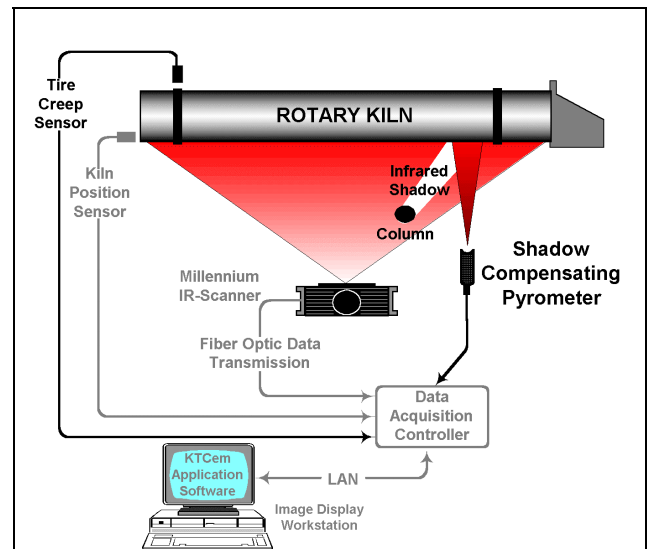 Tire
Creep
Sensor
ROTARY KILN
Kiln
Position
Sensor
Infrared
Shadow
Column
Shadow
Compensating
Pyrometer
Millennium
IR-Scanner
Fiber Optic Data
Transmission
Data
Acquisition
Controller
KTCem
Application
Software
LAN
Image Display
Workstation